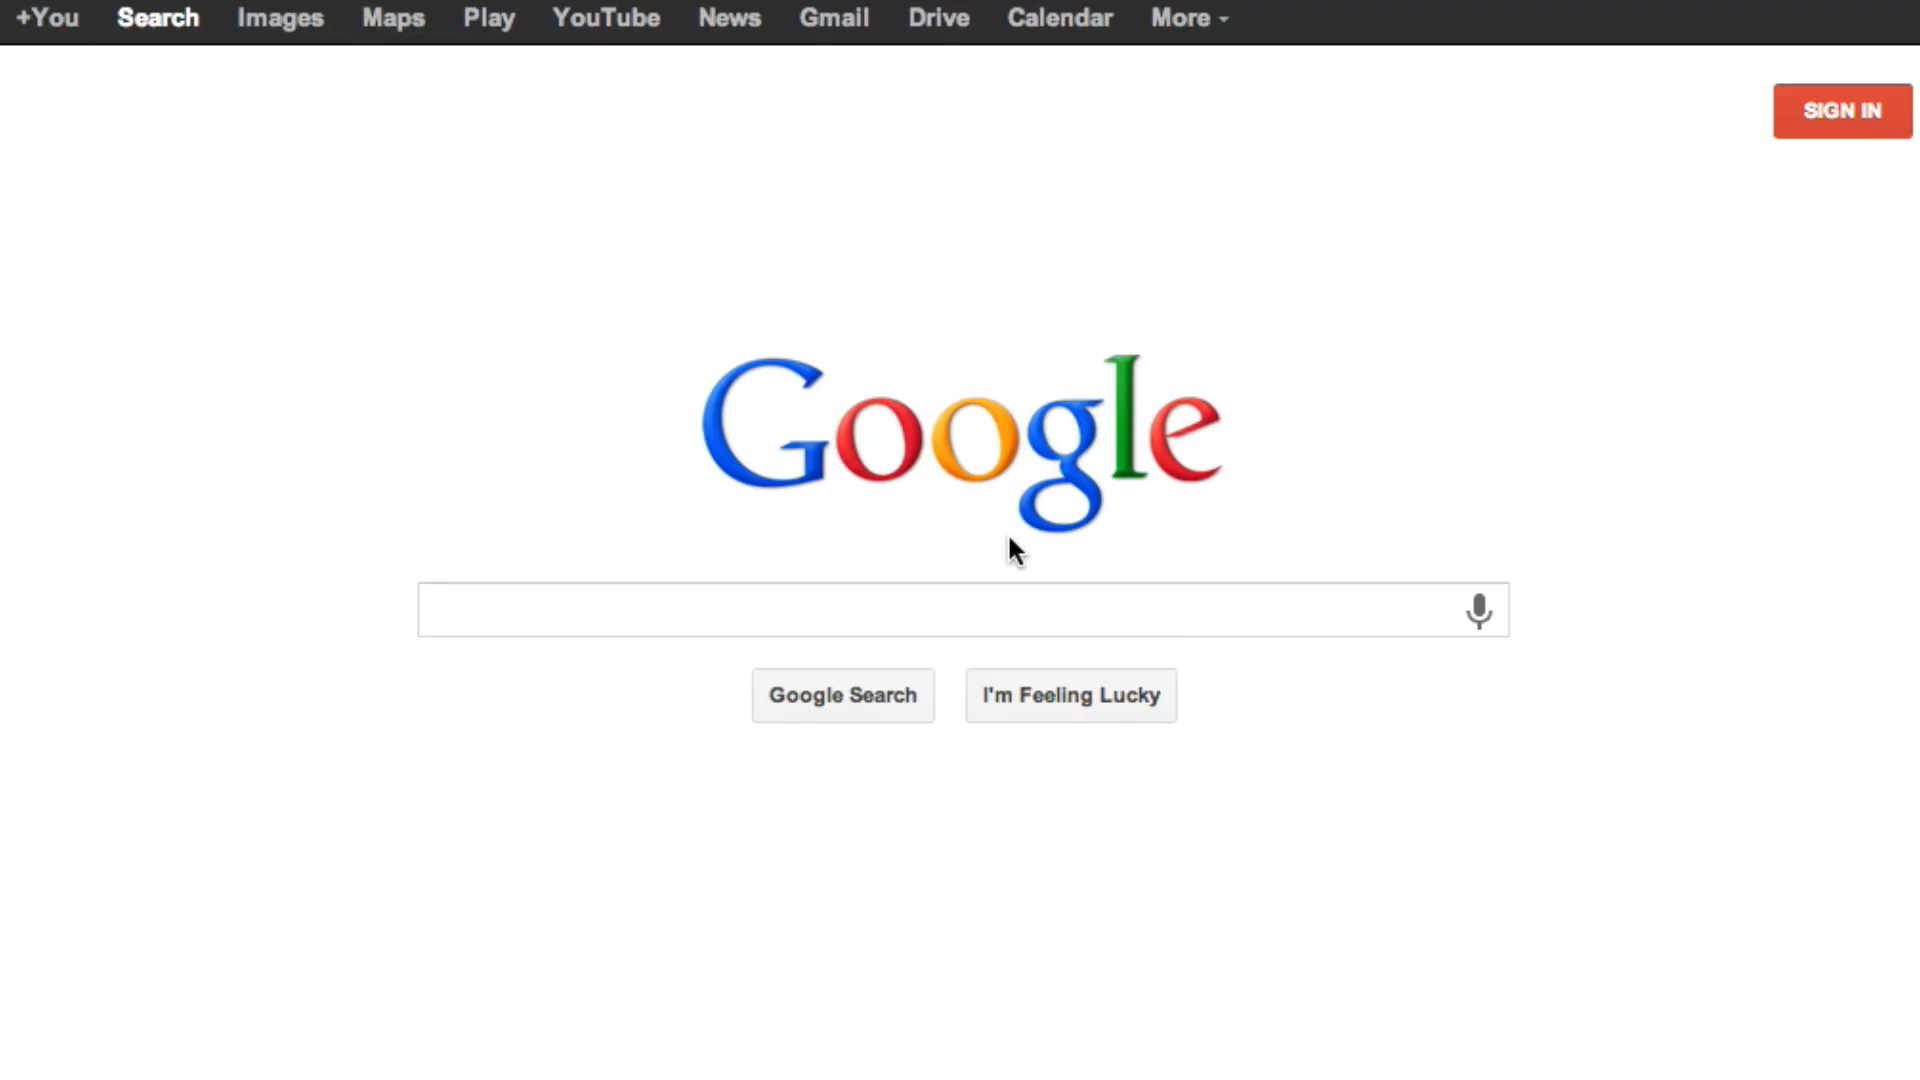 +You Search Images Maps Play YouTube News Gmail Drive Calendar More
SIGN IN
Google
Google Search I'm Feeling Lucky